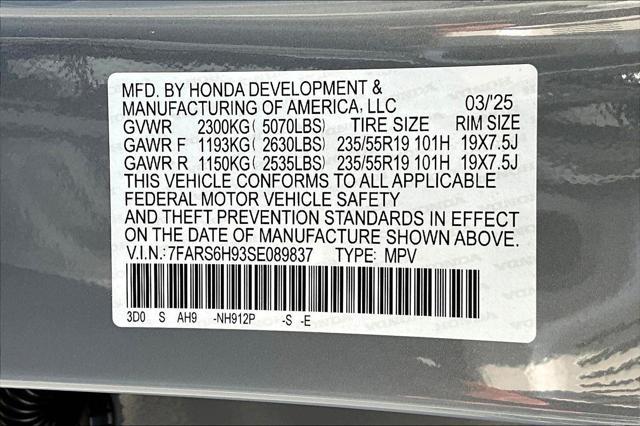 MFD. BY HONDA DEVELOPMENT &
MANUFACTURING OF AMERICA, LLC 03/'25
GVWR 2300KG( 5070LBS) TIRE SIZE RIM SIZE
GAWR F 1193KG( 2630LBS) 235/55R19 101H 19X7.5J
GAWR R 1150KG( 2535LBS) 235/55R19 101H 19X7.5J
THIS VEHICLE CONFORMS TO ALL APPLICABLE
FEDERAL MOTOR VEHICLE SAFETY
AND THEFT PREVENTION STANDARDS IN EFFECT
ON THE DATE OF MANUFACTURE SHOWN ABOVE.
V.I.N.:7FARS6H93SE089837 TYPE: MPV
3D0 S AH9 -NH912P -S -E